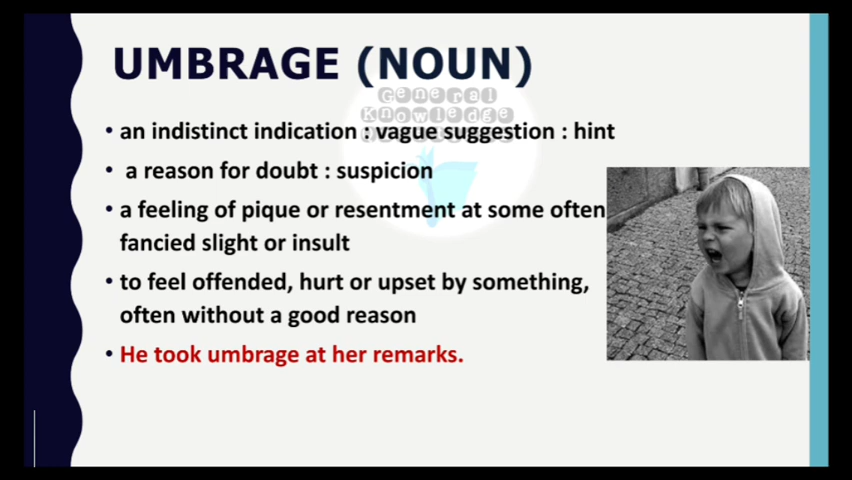 UMBRAGE (NOUN)
General
Knowledge
• an indistinct indication : vague suggestion : hint
• a reason for doubt : suspicion
• a feeling of pique or resentment at some often
fancied slight or insult
• to feel offended, hurt or upset by something,
often without a good reason
• He took umbrage at her remarks.